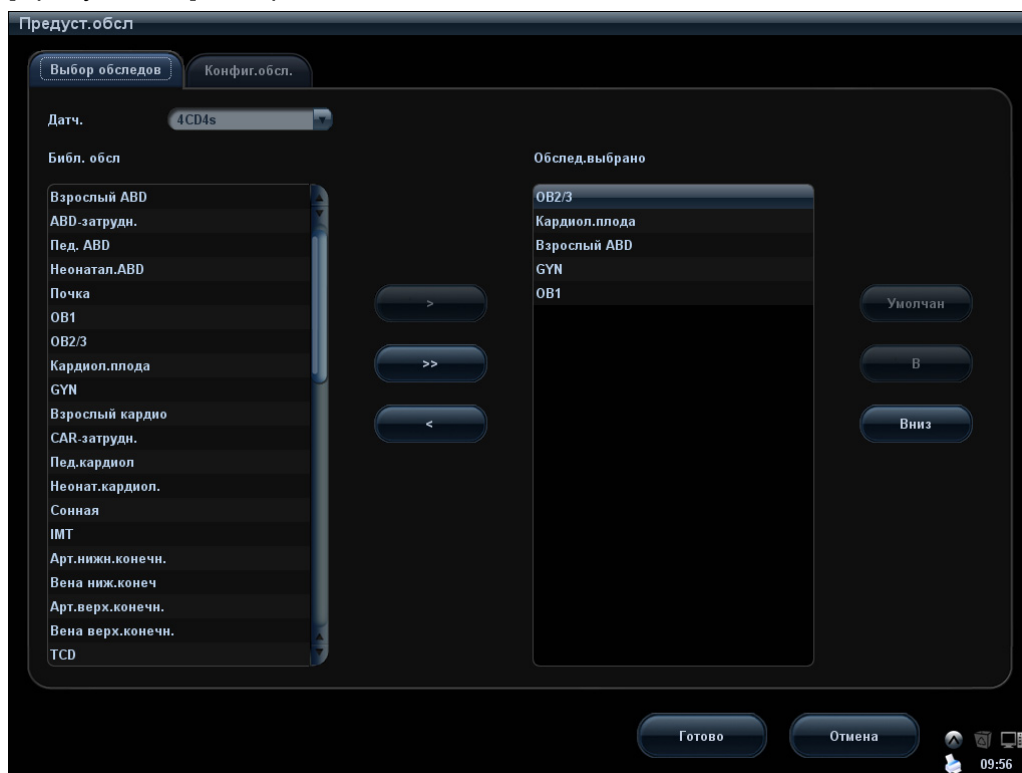 Предуст.обсл
Выбор обследов
Конфиг.обсл.
Датч.
4CD4s
Библ. обсл
Обслед.выбрано
Взрослый ABD
ABD-затрудн.
Пед. ABD
Неонатал.ABD
Почка
OB1
OB2/3
Кардиол.плода
GYN
Взрослый кардио
CAR-затрудн.
Пед.кардиол
Неонат.кардиол.
Сонная
IMT
Арт.нижн.конечн.
Вена ниж.конеч
Арт.верх.конечн.
Вена верх.конечн.
TCD
>
>>
<
OB2/3
Кардиол.плода
Взрослый ABD
GYN
OB1
Умолчан
В
Вниз
Готово
Отмена
09:56